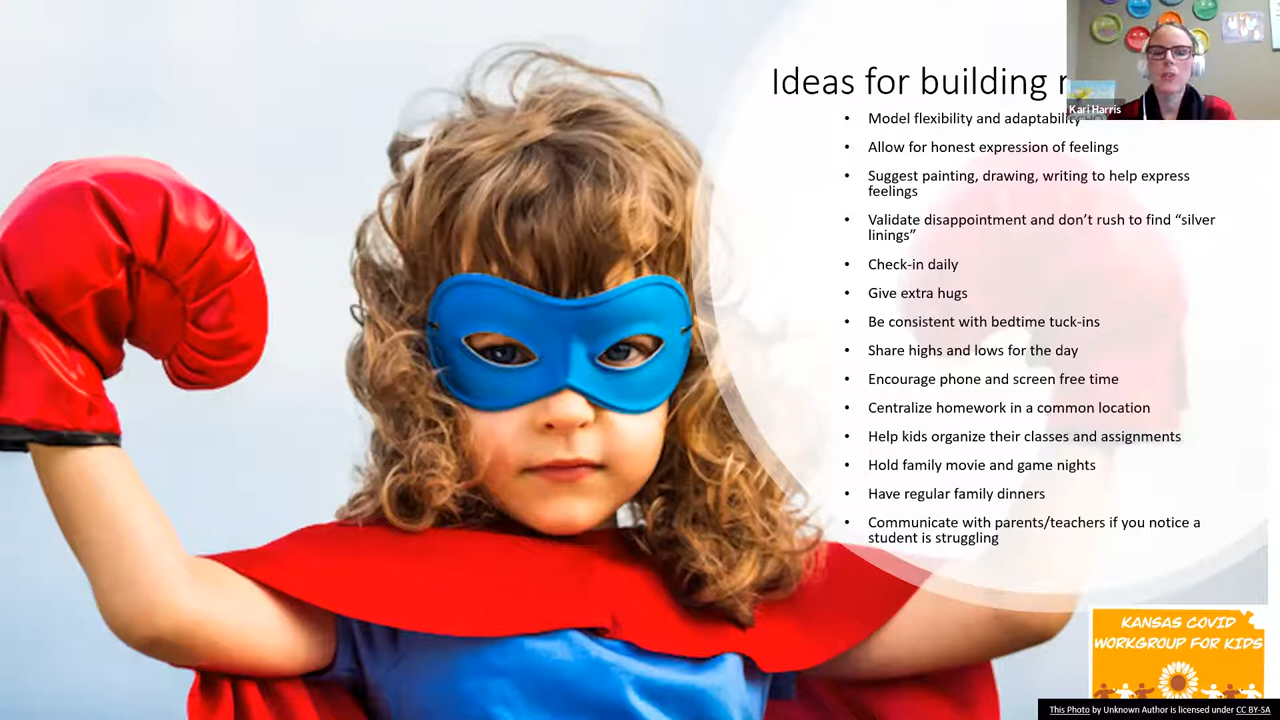 Ideas for building
Kari Harris
• Model flexibility and adaptability
• Allow for honest expression of feelings
• Suggest painting, drawing, writing to help express
feelings
• Validate disappointment and don’t rush to find “silver
linings”
• Check-in daily
• Give extra hugs
• Be consistent with bedtime tuck-ins
• Share highs and lows for the day
• Encourage phone and screen free time
• Centralize homework in a common location
• Help kids organize their classes and assignments
• Hold family movie and game nights
• Have regular family dinners
• Communicate with parents/teachers if you notice a
student is struggling
KANSAS COVID
WORKGROUP FOR KIDS
This Photo by Unknown Author is licensed under CC BY-SA